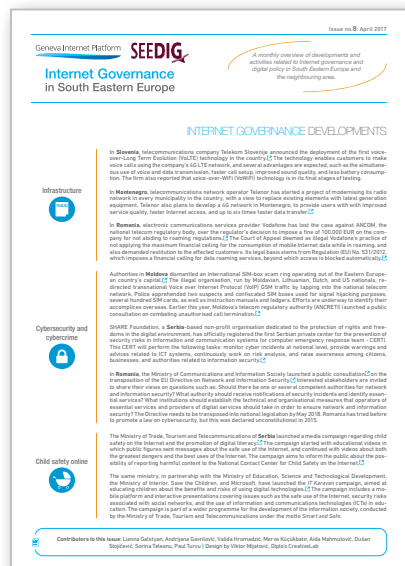 Issue no.8: April 2017
Geneva Internet Platform
SEEDIG
Internet Governance
in South Eastern Europe
A monthly overview of developments and
activities related to Internet governance and
digital policy in South Eastern Europe and
the neighbouring area.
INTERNET GOVERNANCE DEVELOPMENTS
Infrastructure
In Slovenia, telecommunications company Telekom Slovenije announced the deployment of the first voice-
over-Long Term Evolution (VoLTE) technology in the country. The technology enables customers to make
voice calls using the company's 4G LTE network, and several advantages are expected, such as the simultane-
ous use of voice and data transmission, faster call setup, improved sound quality, and less battery consump-
tion. The firm also reported that voice-over-WiFi (VoWiFi) technology is in its final stages of testing.
In Montenegro, telecommunications network operator Telenor has started a project of modernising its radio
network in every municipality in the country, with a view to replace existing elements with latest generation
equipment. Telenor also plans to develop a 4G network in Montenegro, to provide users with with improved
service quality, faster Internet access, and up to six times faster data transfer.
In Romania, electronic communications services provider Vodafone has lost the case against ANCOM, the
national telecom regulatory body, over the regulator's decision to impose a fine of 100.000 EUR on the com-
pany for not abiding to roaming regulations. The Court of Appeal deemed as illegal Vodafone's practice of
not applying the maximum financial ceiling for the consumption of mobile Internet date while in roaming, and
also demanded restitution to the affected customers. Its legal basis stems from Regulation (EU) No. 531/2012,
which imposes a financial ceiling for data roaming services, beyond which access is blocked automatically.
Cybersecurity and
cybercrime
Authorities in Moldova dismantled an international SIM-box scam ring operating out of the Eastern Europe-
an country's capital. The illegal organisation, run by Moldovan, Lithuanian, Dutch, and US nationals, re-
directed transnational Voice over Internet Protocol (VoIP) GSM traffic by tapping into the national telecom
network. Police apprehended two suspects and confiscated SIM boxes used for signal hijacking purposes,
several hundred SIM cards, as well as instruction manuals and ledgers. Efforts are underway to identify their
accomplices overseas. Earlier this year, Moldova's telecom regulatory authority (ANCRETI) launched a public
consultation on combating unauthorised call termination.
SHARE Foundation, a Serbia-based non-profit organisation dedicated to the protection of rights and free-
doms in the digital environment, has officially registered the first Serbian private center for the prevention of
security risks in information and communication systems (or computer emergency response team - CERT).
This CERT will perform the following tasks: monitor cyber incidents at national level, provide warnings and
advices related to ICT systems, continuously work on risk analysis, and raise awareness among citizens,
businesses, and authorities related to information security.
In Romania, the Ministry of Communications and Information Society launched a public consultation on the
transposition of the EU Directive on Network and Information Security. Interested stakeholders are invited
to share their views on questions such as: Should there be one or several competent authorities for network
and information security? What authority should receive notifications of security incidents and identify essen-
tial services? What institutions should establish the technical and organisational measures that operators of
essential services and providers of digital services should take in order to ensure network and information
security? The Directive needs to be transposed into national legislation by May 2018. Romania has tried before
to promote a law on cybersecurity, but this was declared unconstitutional in 2015.
Child safety online
The Ministry of Trade, Tourism and Telecommunications of Serbia launched a media campaign regarding child
safety on the Internet and the promotion of digital literacy. The campaign started with educational videos in
which public figures sent messages about the safe use of the Internet, and continued with videos about both
the greatest dangers and the best uses of the Internet. The campaign aims to inform the public about the pos-
sibility of reporting harmful content to the National Contact Center for Child Safety on the Internet.
The same ministry, in partnership with the Ministry of Education, Science and Technological Development,
the Ministry of Interior, Save the Children, and Microsoft, have launched the IT Caravan campaign, aimed at
educating children about the benefits and risks of using digital technologies. The campaign includes a mo-
bile platform and interactive presentations covering issues such as the safe use of the Internet, security risks
associated with social networks, and the use of information and communications technologies (ICTs) in edu-
cation. The campaign is part of a wider programme for the development of the information society, conducted
by the Ministry of Trade, Tourism and Telecommunications under the motto Smart and Safe.
Contributors to this issue: Lianna Galstyan, Andrijana Gavrilović, Valida Hromadžić, Merve Küçükbatır, Aida Mahmutović, Dušan
Stojičević, Sorina Teleanu, Paul Turcu | Design by Viktor Mijatović, Diplo's CreativeLab